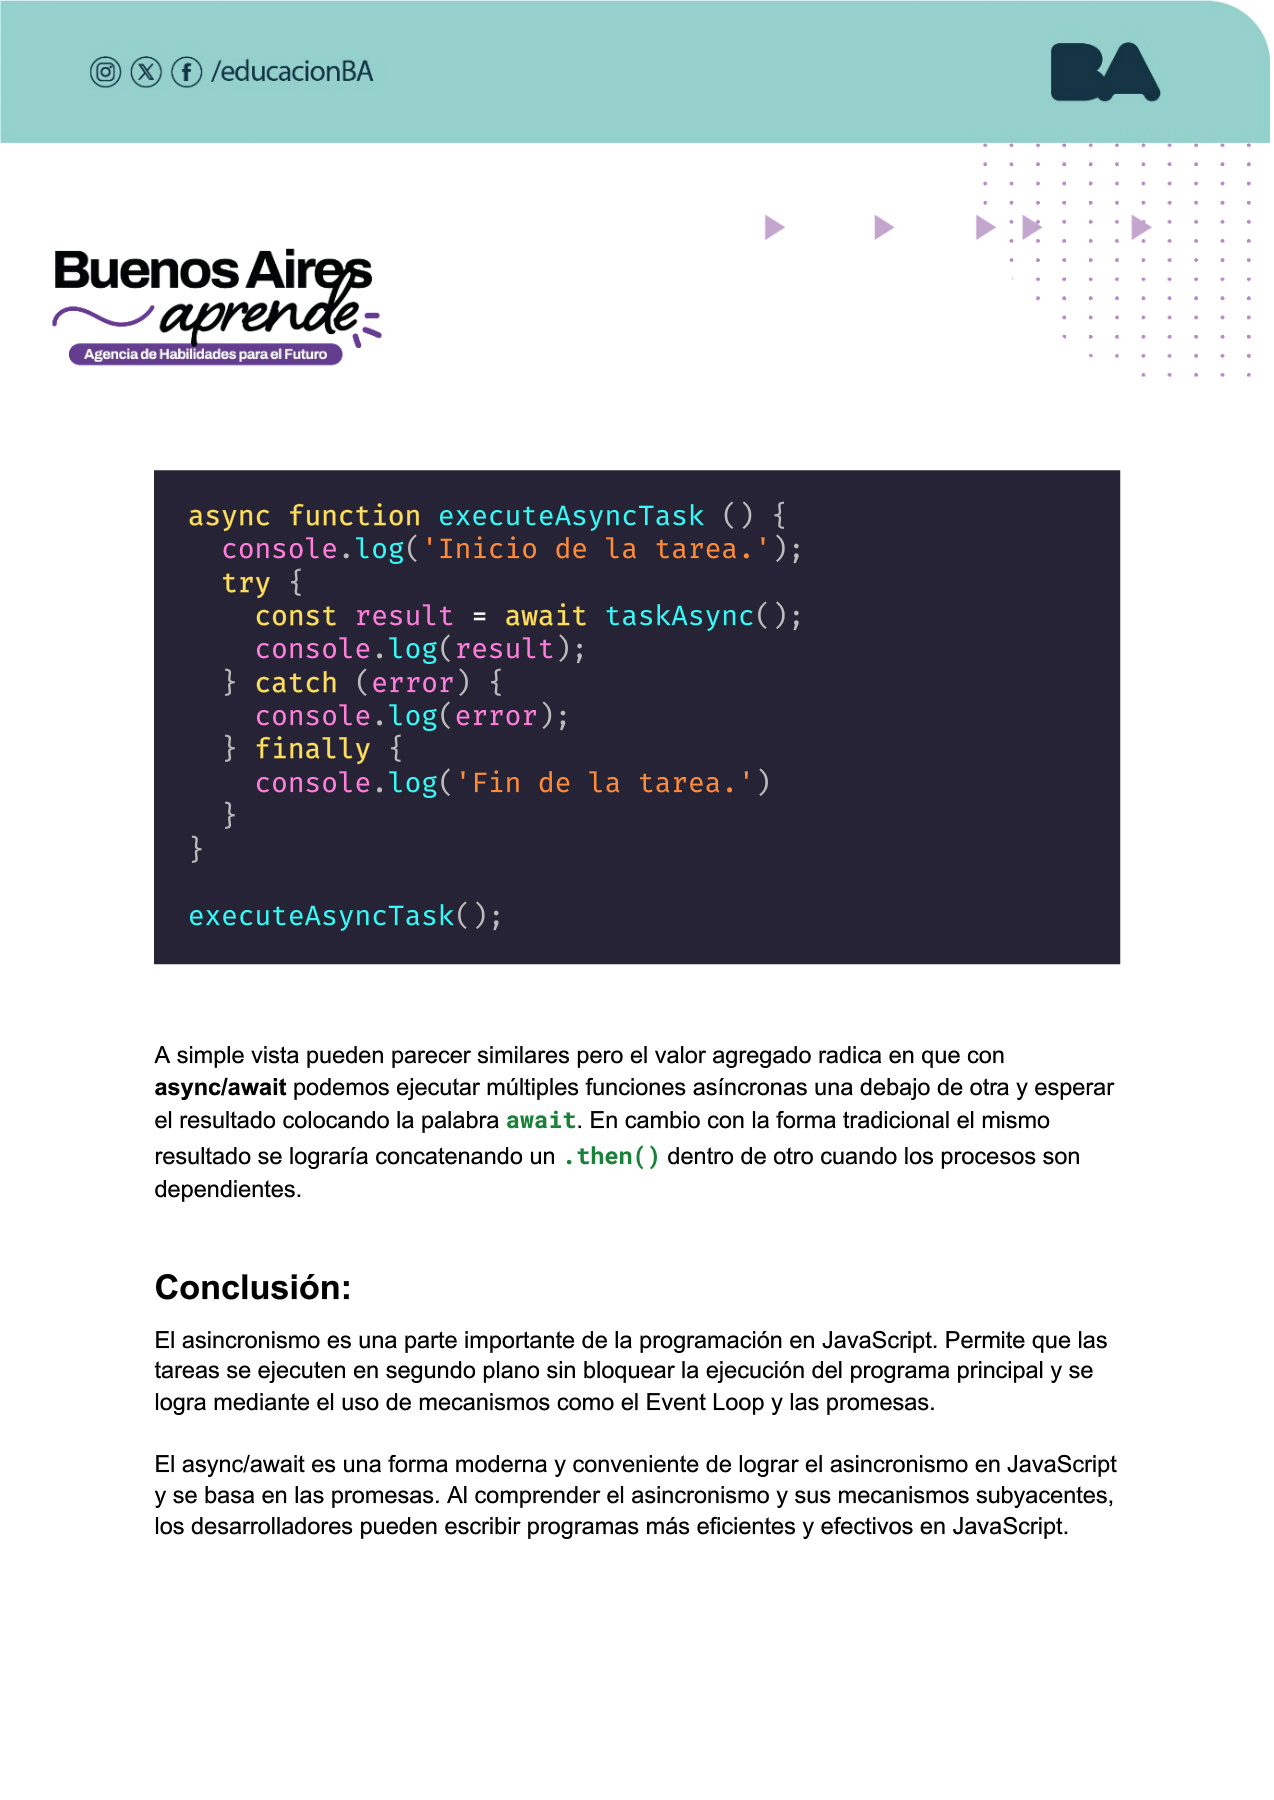 /educacionBA
BA
Buenos Aires
aprende
Agencia de Habilidades para el Futuro
async function executeAsyncTask () {
  console.log('Inicio de la tarea.');
  try {
    const result = await taskAsync();
    console.log(result);
  } catch (error) {
    console.log(error);
  } finally {
    console.log('Fin de la tarea.')
  }
}

executeAsyncTask();
A simple vista pueden parecer similares pero el valor agregado radica en que con
async/await podemos ejecutar múltiples funciones asíncronas una debajo de otra y esperar
el resultado colocando la palabra await. En cambio con la forma tradicional el mismo
resultado se lograría concatenando un .then() dentro de otro cuando los procesos son
dependientes.
Conclusión:
El asincronismo es una parte importante de la programación en JavaScript. Permite que las
tareas se ejecuten en segundo plano sin bloquear la ejecución del programa principal y se
logra mediante el uso de mecanismos como el Event Loop y las promesas.
El async/await es una forma moderna y conveniente de lograr el asincronismo en JavaScript
y se basa en las promesas. Al comprender el asincronismo y sus mecanismos subyacentes,
los desarrolladores pueden escribir programas más eficientes y efectivos en JavaScript.